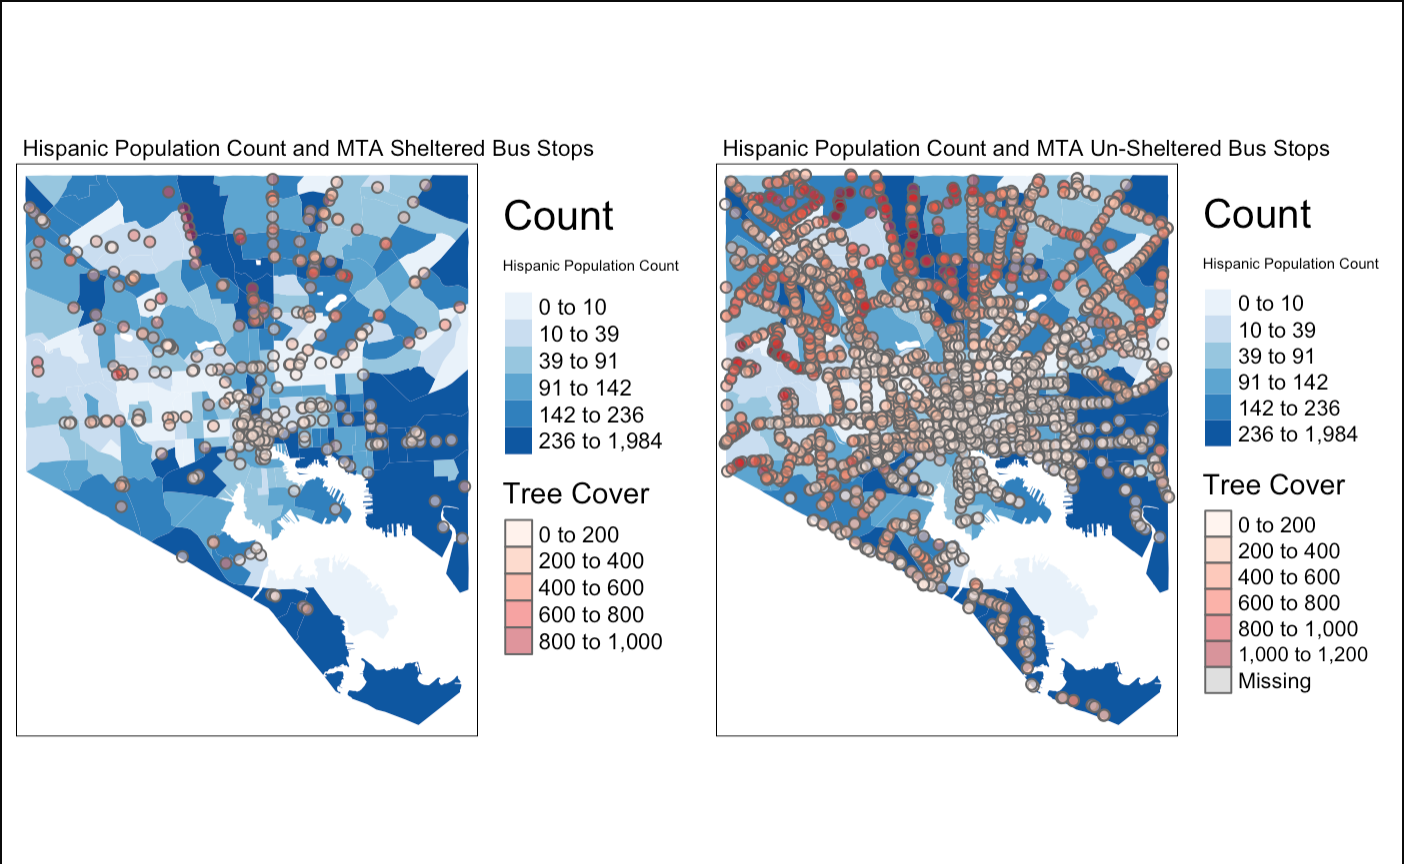 Hispanic Population Count and MTA Sheltered Bus Stops
Count
Hispanic Population Count
0 to 10
10 to 39
39 to 91
91 to 142
142 to 236
236 to 1,984
Tree Cover
0 to 200
200 to 400
400 to 600
600 to 800
800 to 1,000
Hispanic Population Count and MTA Un-Sheltered Bus Stops
Count
Hispanic Population Count
0 to 10
10 to 39
39 to 91
91 to 142
142 to 236
236 to 1,984
Tree Cover
0 to 200
200 to 400
400 to 600
600 to 800
800 to 1,000
1,000 to 1,200
Missing